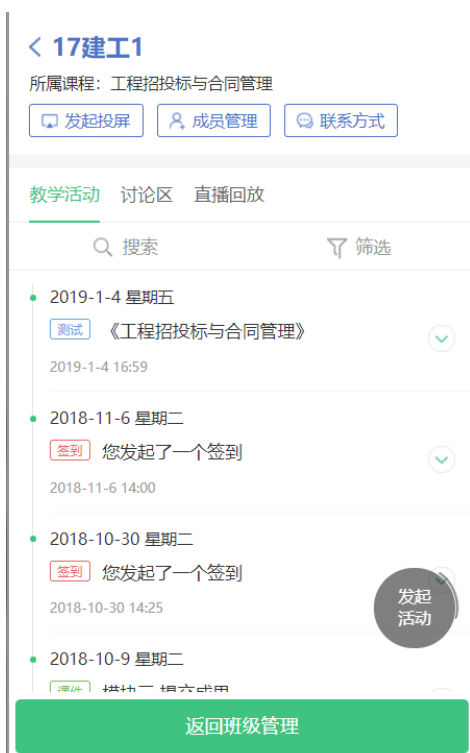 17建工1
所属课程：工程招投标与合同管理
发起投屏 成员管理 联系方式
教学活动 讨论区 直播回放
搜索 筛选
2019-1-4 星期五
测试 《工程招投标与合同管理》
2019-1-4 16:59
2018-11-6 星期二
签到 您发起了一个签到
2018-11-6 14:00
2018-10-30 星期二
签到 您发起了一个签到
2018-10-30 14:25
发起
活动
2018-10-9 星期二
返回班级管理